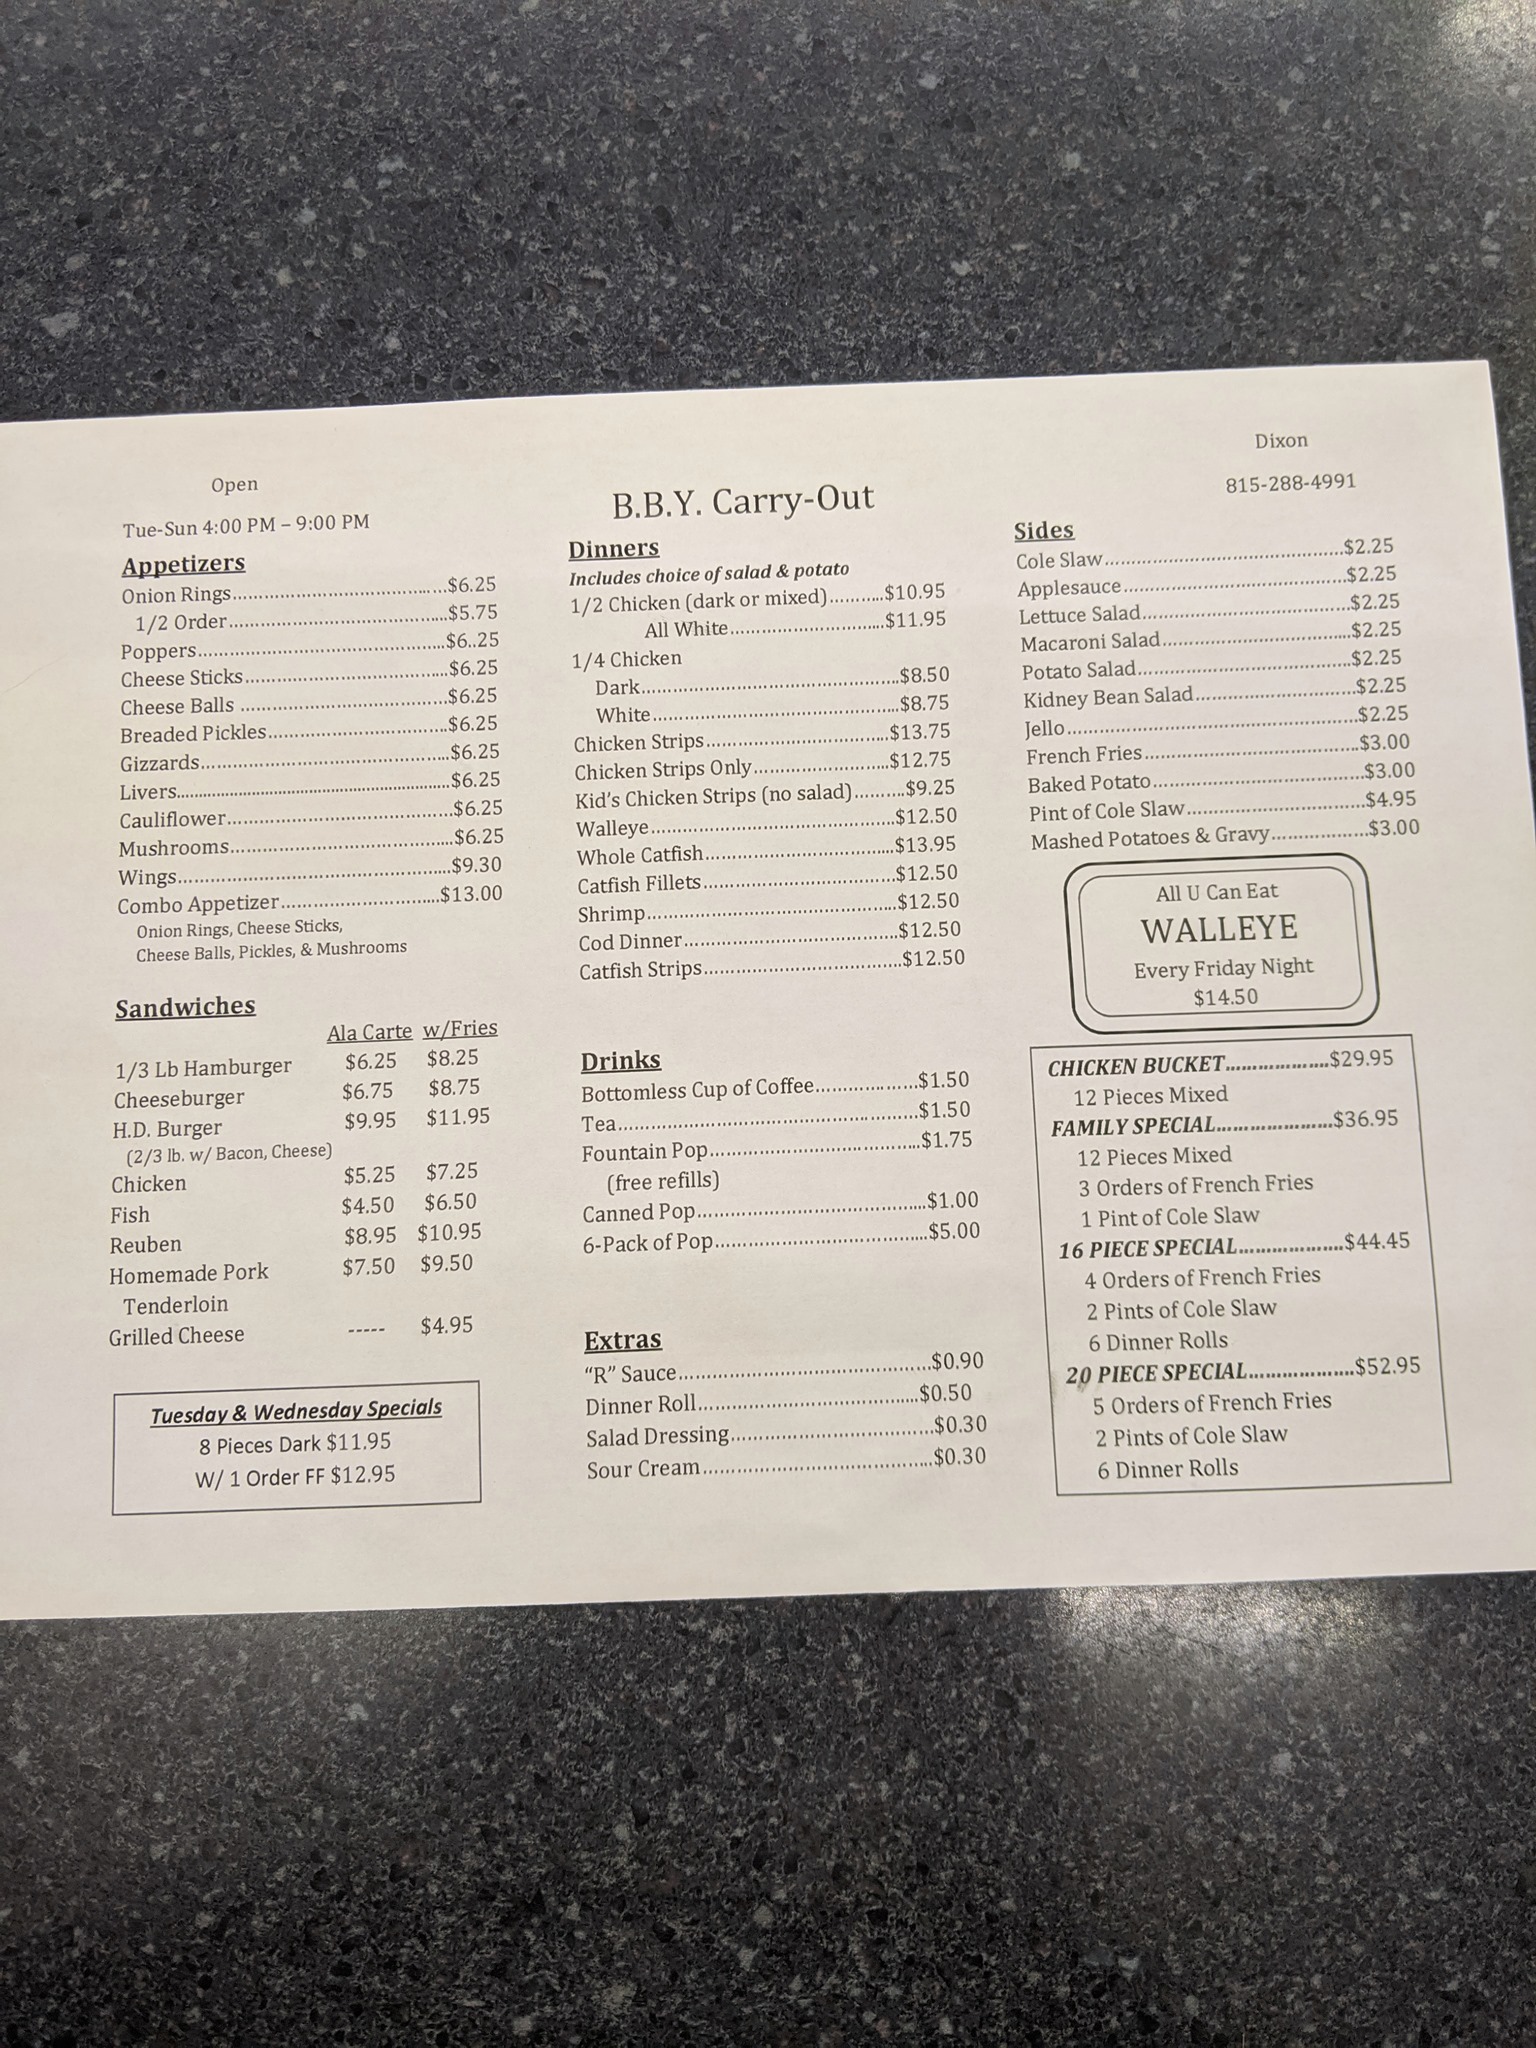 Open
Tue-Sun 4:00 PM – 9:00 PM
B.B.Y. Carry-Out
Dixon
815-288-4991
Appetizers
Onion Rings...$6.25
1/2 Order...$5.75
Poppers...$6..25
Cheese Sticks...$6.25
Cheese Balls ...$6.25
Breaded Pickles...$6.25
Gizzards...$6.25
Livers...$6.25
Cauliflower...$6.25
Mushrooms...$6.25
Wings...$9.30
Combo Appetizer...$13.00
Onion Rings, Cheese Sticks,
Cheese Balls, Pickles, & Mushrooms
Sandwiches
Ala Carte w/Fries
1/3 Lb Hamburger $6.25 $8.25
Cheeseburger $6.75 $8.75
H.D. Burger $9.95 $11.95
(2/3 lb. w/ Bacon, Cheese)
Chicken $5.25 $7.25
Fish $4.50 $6.50
Reuben $8.95 $10.95
Homemade Pork $7.50 $9.50
Tenderloin
Grilled Cheese ----- $4.95
Tuesday & Wednesday Specials
8 Pieces Dark $11.95
W/ 1 Order FF $12.95
Dinners
Includes choice of salad & potato
1/2 Chicken (dark or mixed)...$10.95
All White...$11.95
1/4 Chicken
Dark...$8.50
White...$8.75
Chicken Strips...$13.75
Chicken Strips Only...$12.75
Kid's Chicken Strips (no salad)...$9.25
Walleye...$12.50
Whole Catfish...$13.95
Catfish Fillets...$12.50
Shrimp...$12.50
Cod Dinner...$12.50
Catfish Strips...$12.50
Drinks
Bottomless Cup of Coffee...$1.50
Tea...$1.50
Fountain Pop...$1.75
(free refills)
Canned Pop...$1.00
6-Pack of Pop...$5.00
Extras
“R” Sauce...$0.90
Dinner Roll...$0.50
Salad Dressing...$0.30
Sour Cream...$0.30
Sides
Cole Slaw...$2.25
Applesauce...$2.25
Lettuce Salad...$2.25
Macaroni Salad...$2.25
Potato Salad...$2.25
Kidney Bean Salad...$2.25
Jello...$2.25
French Fries...$3.00
Baked Potato...$3.00
Pint of Cole Slaw...$4.95
Mashed Potatoes & Gravy...$3.00
All U Can Eat
WALLEYE
Every Friday Night
$14.50
CHICKEN BUCKET...$29.95
12 Pieces Mixed
FAMILY SPECIAL...$36.95
12 Pieces Mixed
3 Orders of French Fries
1 Pint of Cole Slaw
16 PIECE SPECIAL...$44.45
4 Orders of French Fries
2 Pints of Cole Slaw
6 Dinner Rolls
20 PIECE SPECIAL...$52.95
5 Orders of French Fries
2 Pints of Cole Slaw
6 Dinner Rolls